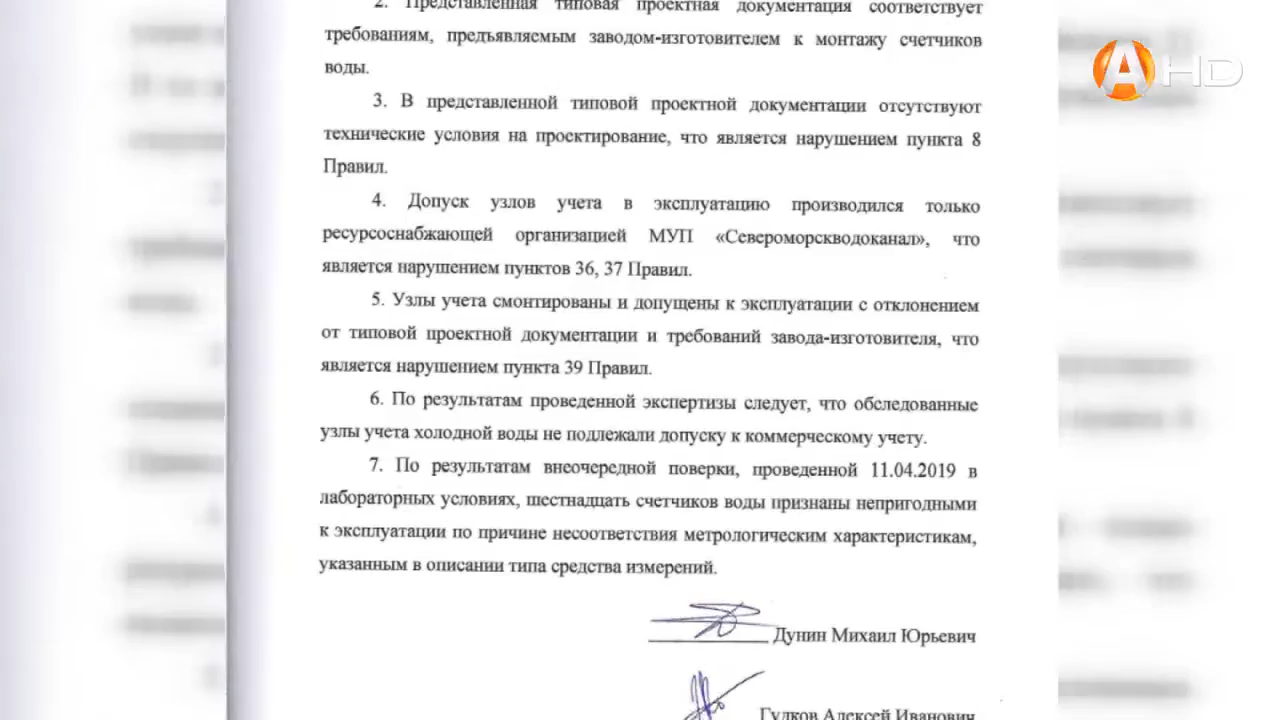 2. Представленная типовая проектная документация соответствует
требованиям, предъявляемым заводом-изготовителем к монтажу счетчиков
воды.
3. В представленной типовой проектной документации отсутствуют
технические условия на проектирование, что является нарушением пункта 8
Правил.
4. Допуск узлов учета в эксплуатацию производился только
ресурсоснабжающей организацией МУП «Североморскводоканал», что
является нарушением пунктов 36, 37 Правил.
5. Узлы учета смонтированы и допущены к эксплуатации с отклонением
от типовой проектной документации и требований завода-изготовителя, что
является нарушением пункта 39 Правил.
6. По результатам проведенной экспертизы следует, что обследованные
узлы учета холодной воды не подлежали допуску к коммерческому учету.
7. По результатам внеочередной поверки, проведенной 11.04.2019 в
лабораторных условиях, шестнадцать счетчиков воды признаны непригодными
к эксплуатации по причине несоответствия метрологическим характеристикам,
указанным в описании типа средства измерений.
Дунин Михаил Юрьевич
Гудков Алексей Иванович
А HD